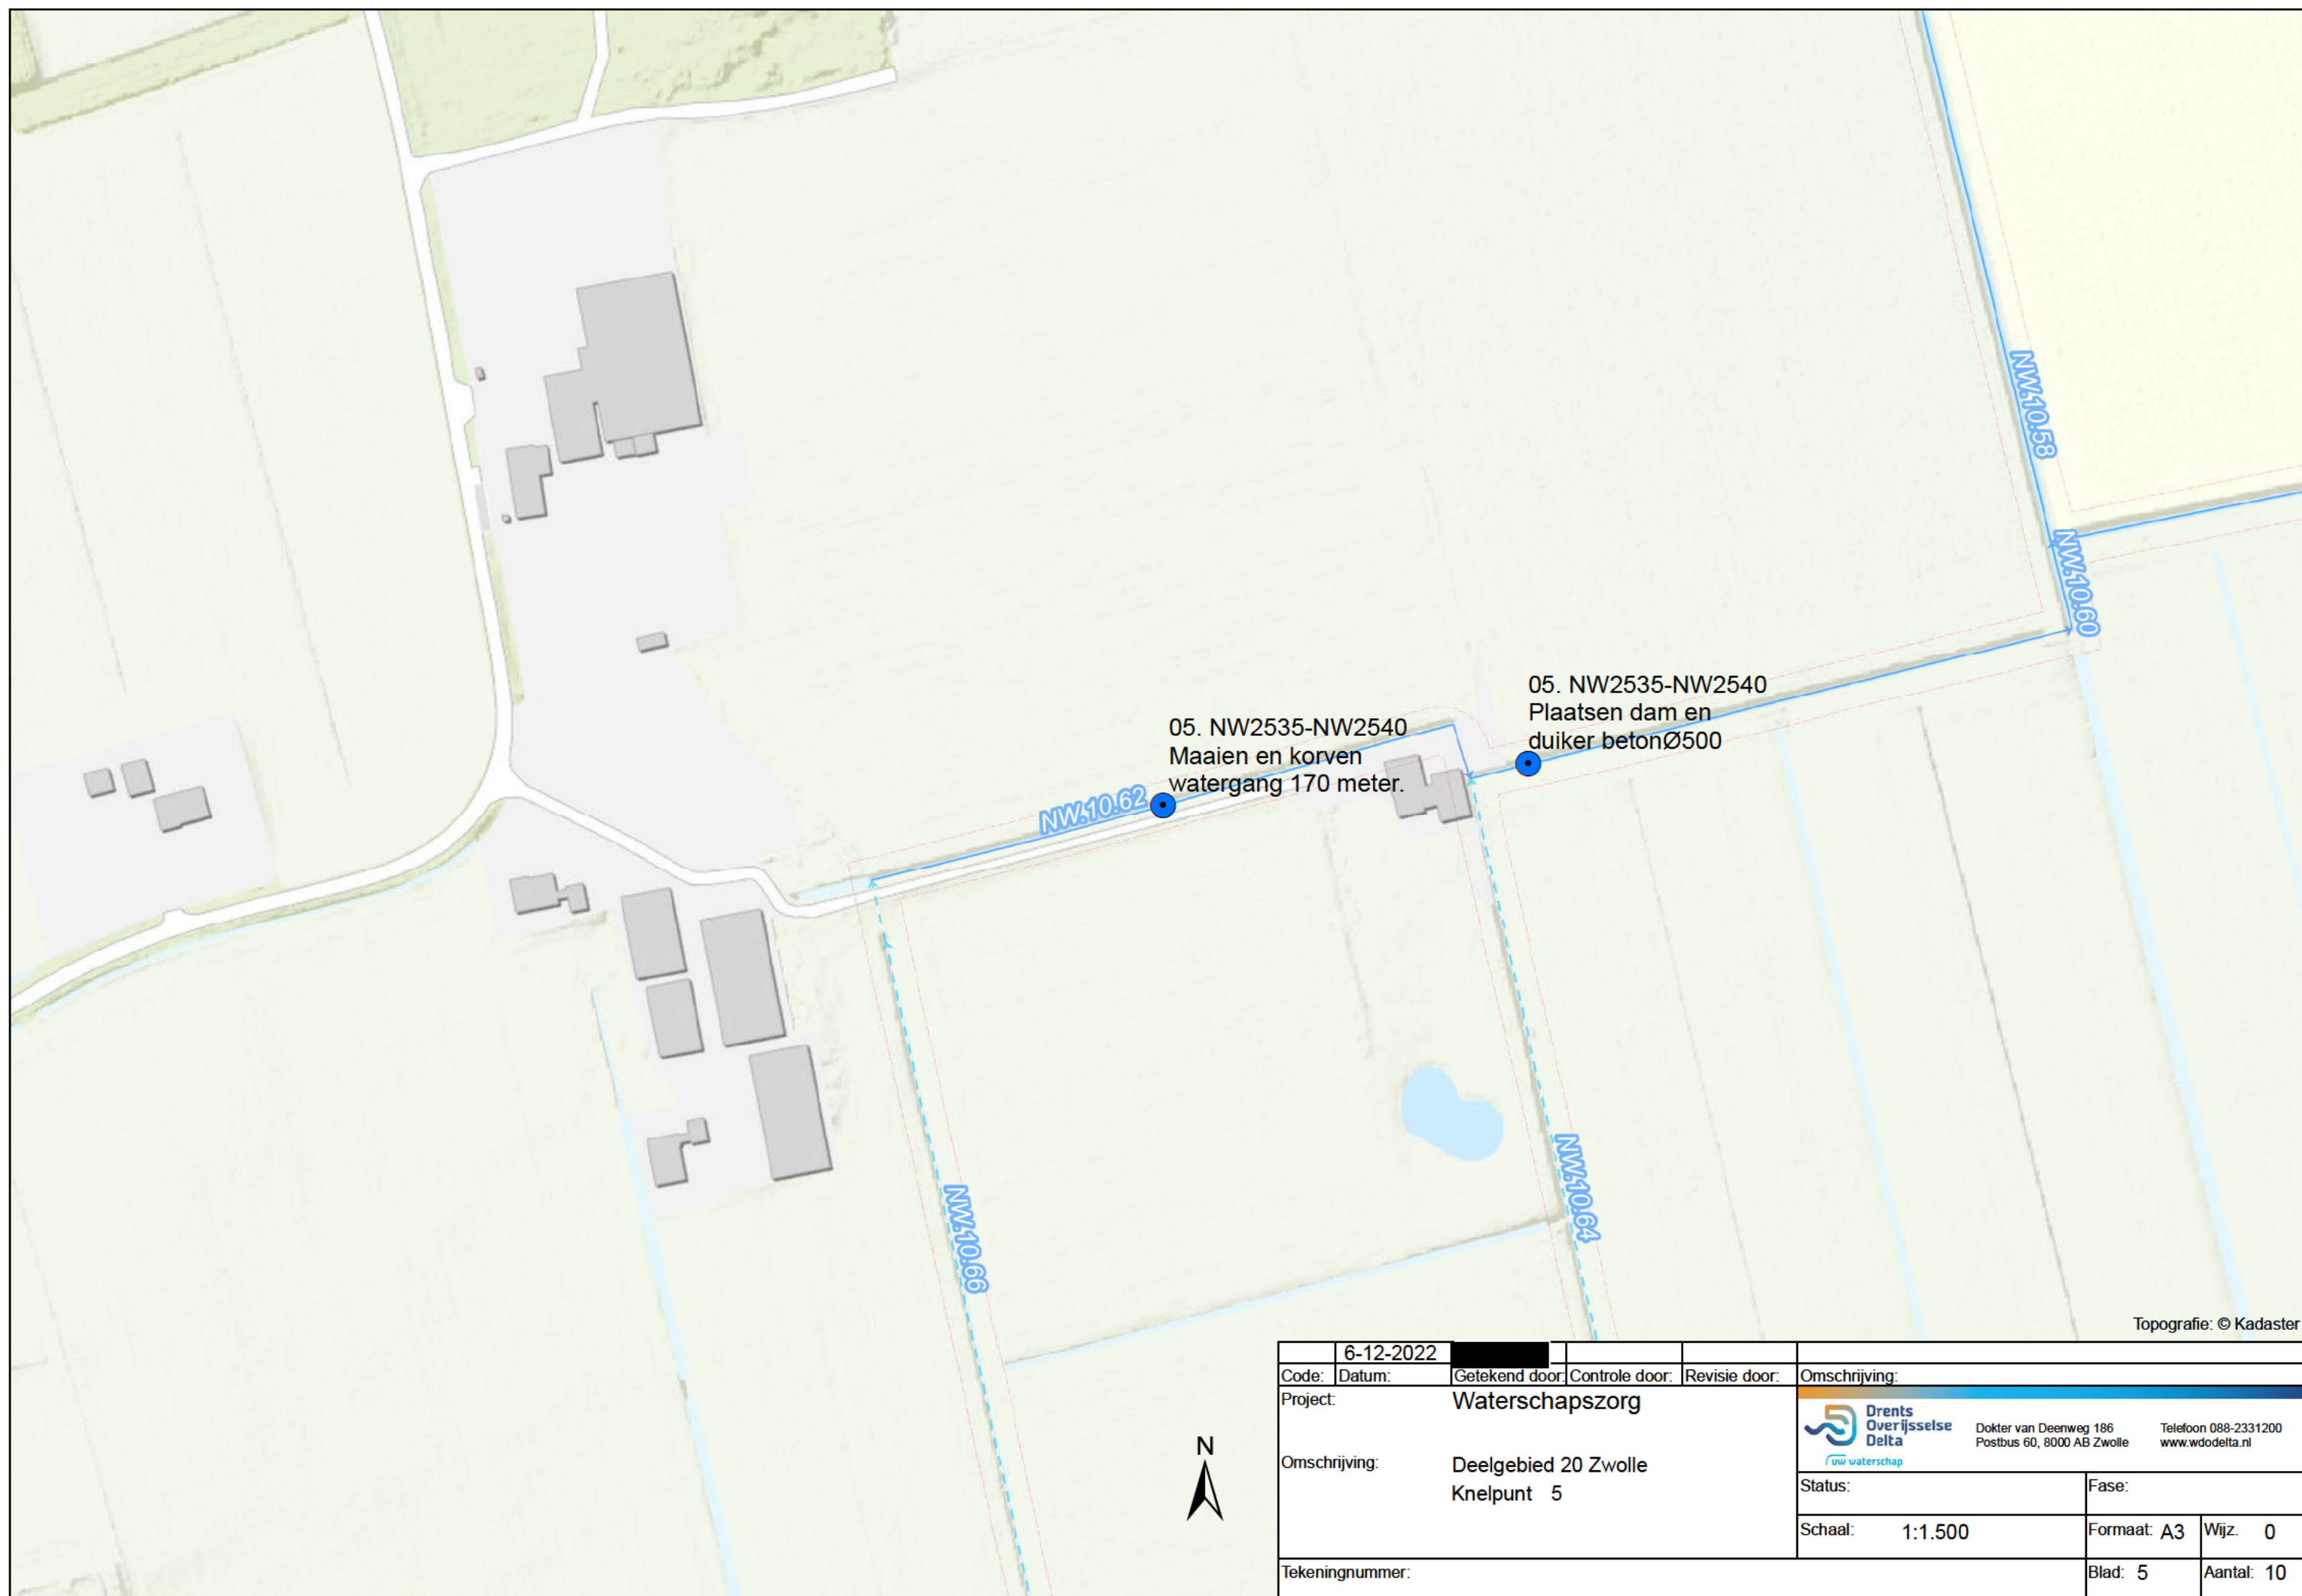 NW.10.58
NW.10.60
05. NW2535-NW2540
Plaatsen dam en
duiker betonØ500
05. NW2535-NW2540
Maaien en korven
watergang 170 meter.
NW.10.62
NW.10.64
NW.10.66
Topografie: © Kadaster
N
6-12-2022
Code: Datum: Getekend door: Controle door: Revisie door: Omschrijving:
Project: Waterschapszorg
Omschrijving: Deelgebied 20 Zwolle
Knelpunt 5
Drents
Overijsselse
Delta
uw waterschap
Dokter van Deenweg 186
Postbus 60, 8000 AB Zwolle
Telefoon 088-2331200
www.wdodelta.nl
Status: Fase:
Schaal: 1:1.500 Formaat: A3 Wijz. 0
Tekeningnummer: Blad: 5 Aantal: 10